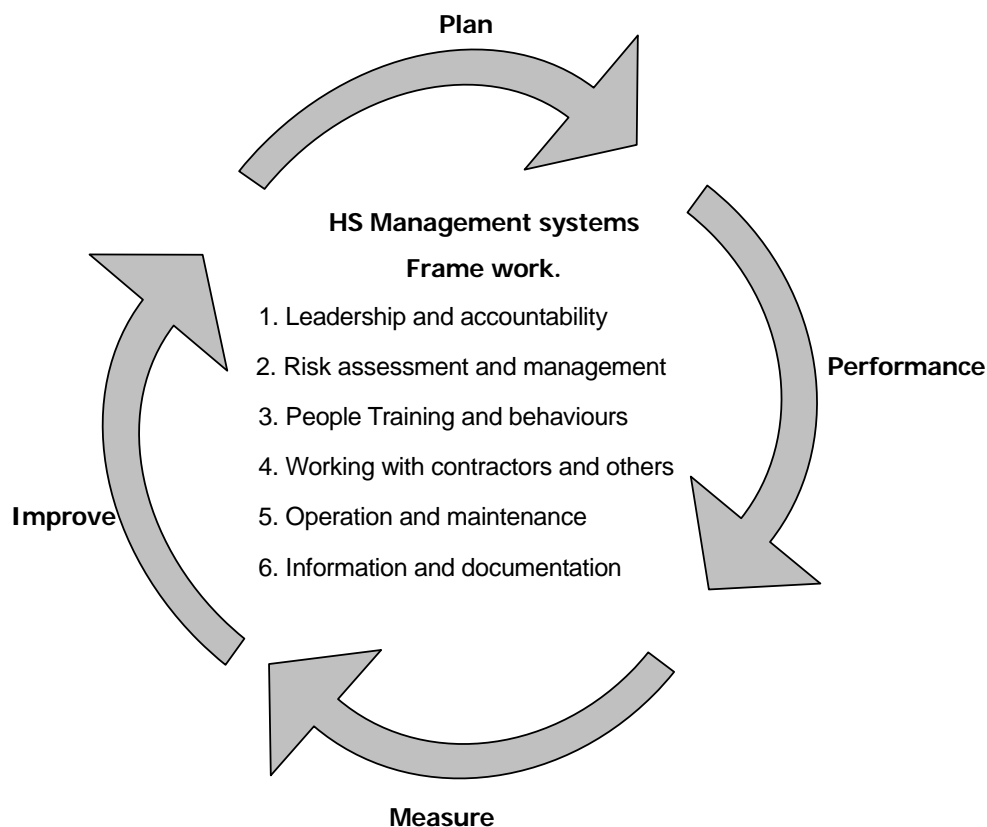 Plan
HS Management systems
Frame work.
1. Leadership and accountability
2. Risk assessment and management
Performance
3. People Training and behaviours
4. Working with contractors and others
Improve
5. Operation and maintenance
6. Information and documentation
Measure